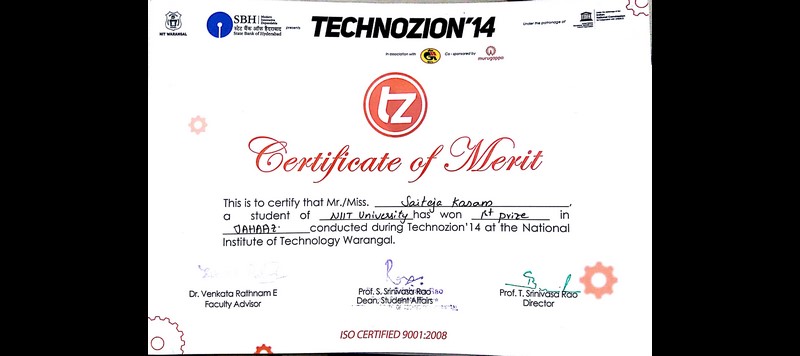 NIT WARANGAL
SBH
स्टेट बैंक ऑफ हैदराबाद
State Bank of Hyderabad
presents
TECHNOZION'14
Under the patronage of
In association with
Co - sponsored by
murugappa
tz
Certificate of Merit
This is to certify that Mr./Miss. Saiteja Karam,
a student of NIIT University has won 1st prize in
JAHAAZ conducted during Technozion'14 at the National
Institute of Technology Warangal.
Dr. Venkata Rathnam E
Faculty Advisor
Prof. S. Srinivasa Rao
Dean, Student Affairs
Prof. T. Srinivasa Rao
Director
ISO CERTIFIED 9001:2008